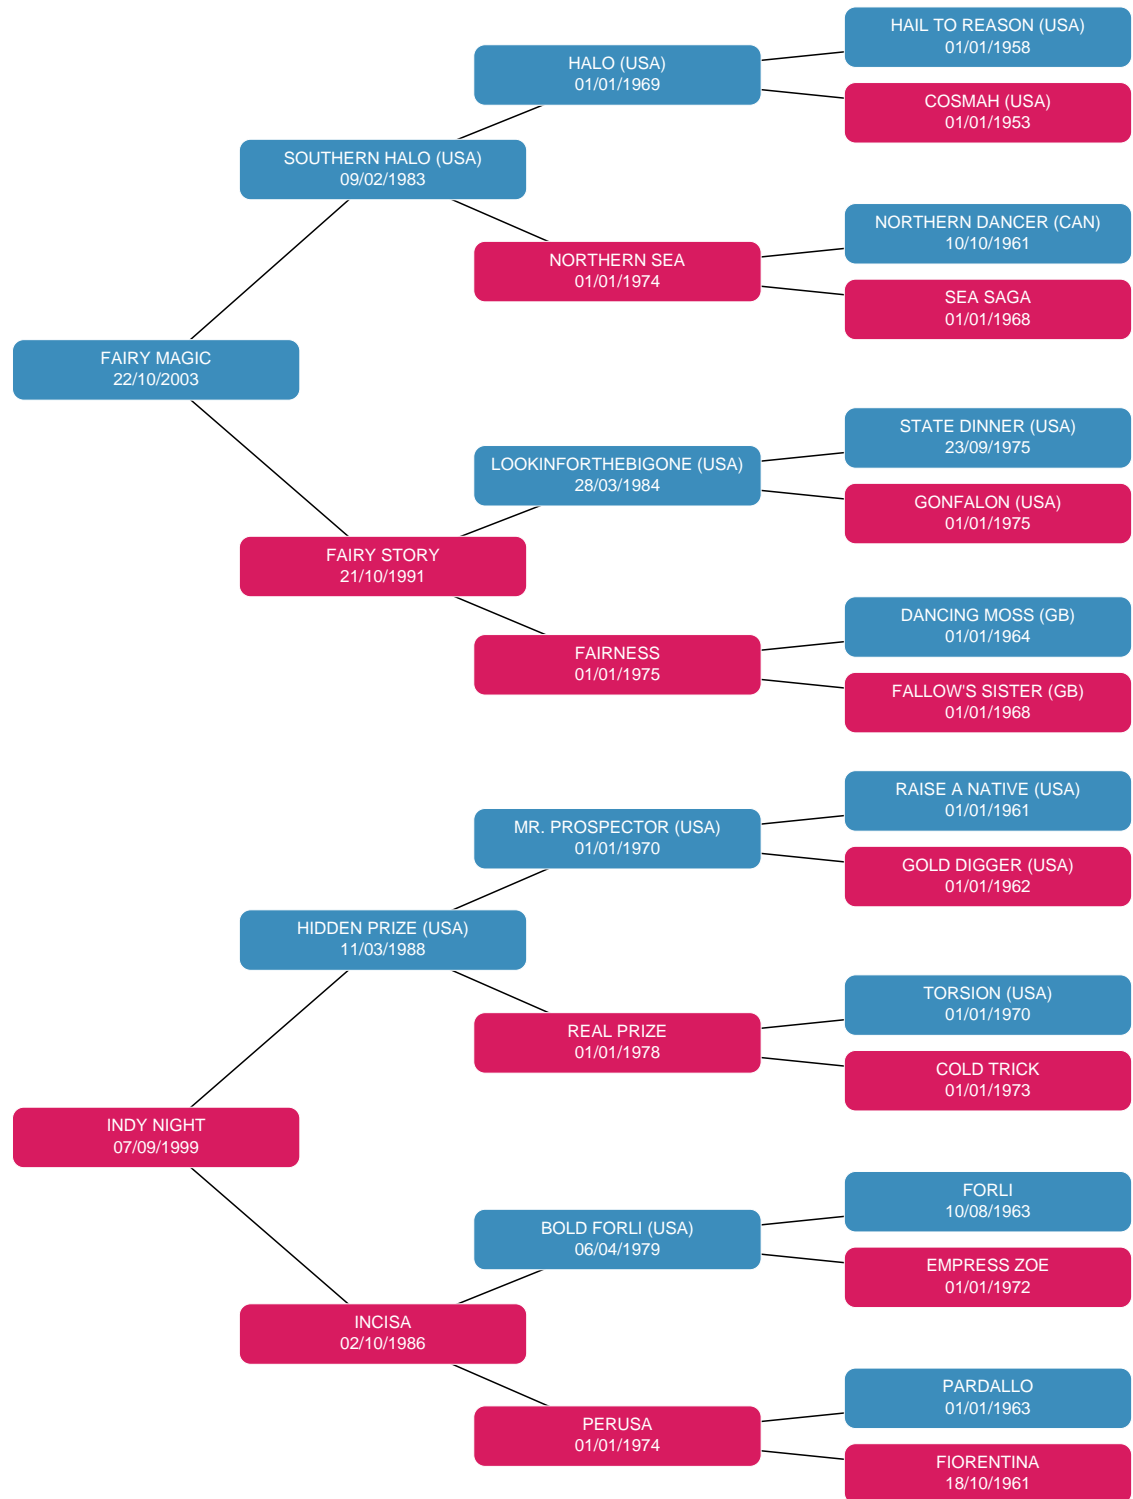 HAIL TO REASON (USA)
01/01/1958
HALO (USA)
01/01/1969
COSMAH (USA)
01/01/1953
SOUTHERN HALO (USA)
09/02/1983
NORTHERN DANCER (CAN)
10/10/1961
NORTHERN SEA
01/01/1974
SEA SAGA
01/01/1968
FAIRY MAGIC
22/10/2003
STATE DINNER (USA)
23/09/1975
LOOKINFORTHEBIGONE (USA)
28/03/1984
GONFALON (USA)
01/01/1975
FAIRY STORY
21/10/1991
DANCING MOSS (GB)
01/01/1964
FAIRNESS
01/01/1975
FALLOW'S SISTER (GB)
01/01/1968
RAISE A NATIVE (USA)
01/01/1961
MR. PROSPECTOR (USA)
01/01/1970
GOLD DIGGER (USA)
01/01/1962
HIDDEN PRIZE (USA)
11/03/1988
TORSION (USA)
01/01/1970
REAL PRIZE
01/01/1978
COLD TRICK
01/01/1973
INDY NIGHT
07/09/1999
FORLI
10/08/1963
BOLD FORLI (USA)
06/04/1979
EMPRESS ZOE
01/01/1972
INCISA
02/10/1986
PARDALLO
01/01/1963
PERUSA
01/01/1974
FIORENTINA
18/10/1961